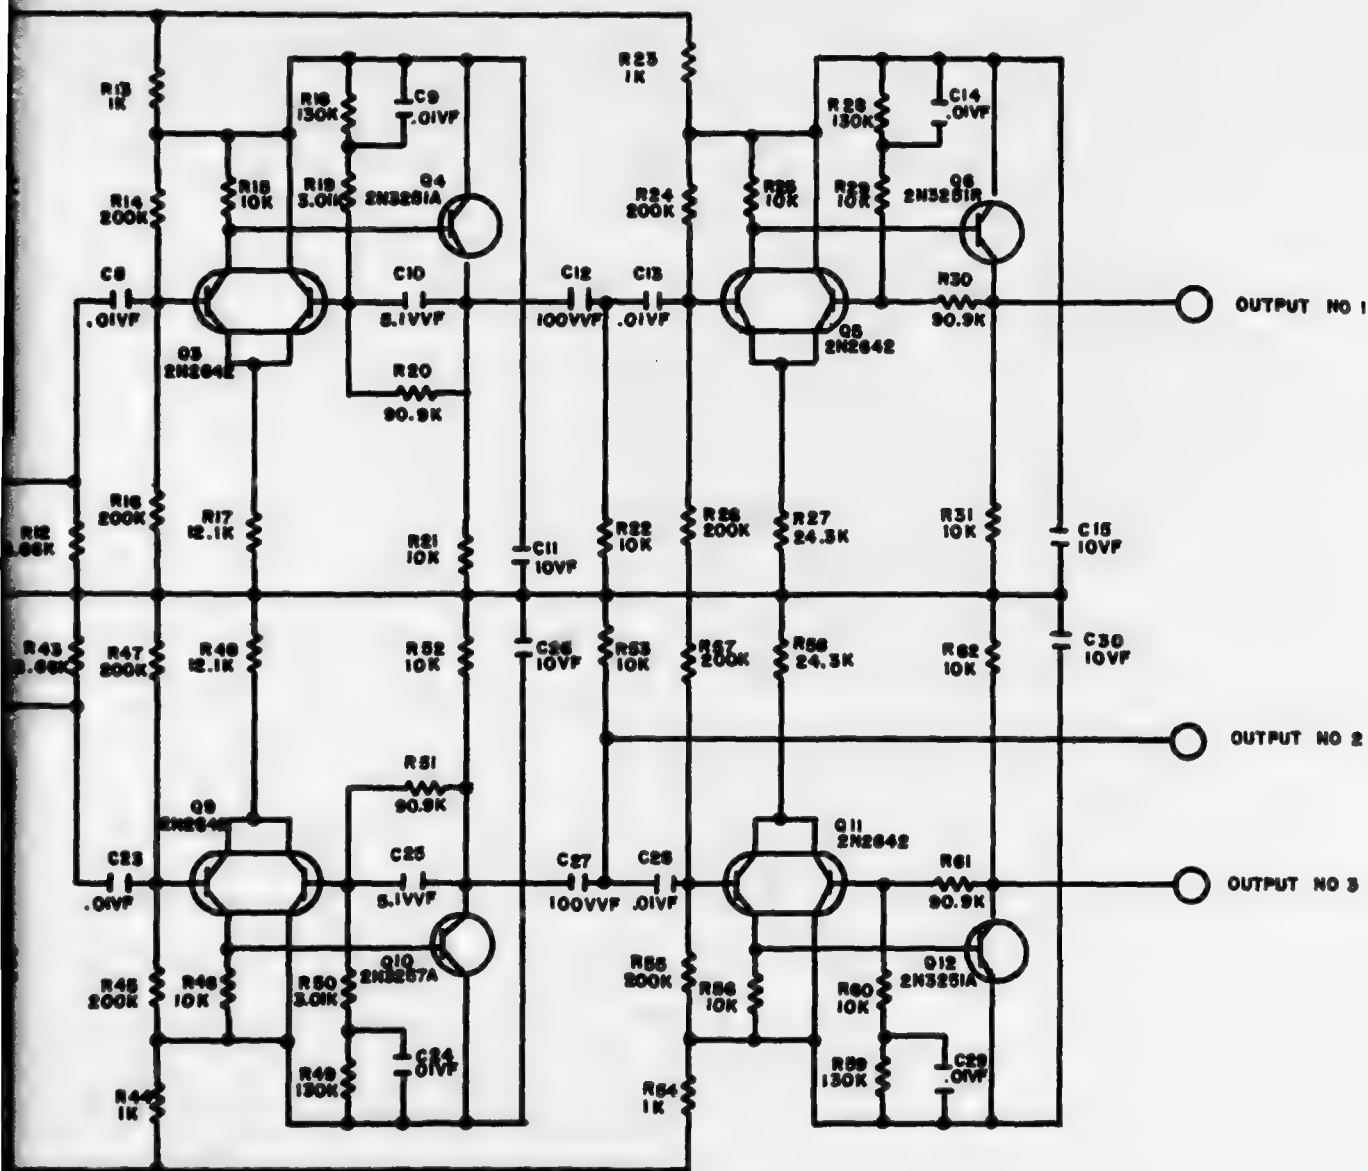 R13
1K
R18
130K
C9
.01VF
R23
1K
R28
130K
C14
.01VF
R14
200K
R15
10K
R19
3.01K
Q4
2N3251A
R24
200K
R25
10K
R29
10K
Q6
C8
.01VF
C10
5.1VVF
C12
100VVF
C13
.01VF
R30
90.9K
OUTPUT NO 1
Q3
2N2642
R20
90.9K
Q5
2N2642
R12
R16
200K
R17
12.1K
R21
10K
C11
10VF
R22
10K
R26
200K
R27
24.3K
R31
10K
C15
10VF
R43
R47
200K
R48
12.1K
R52
10K
C26
10VF
R53
10K
R57
200K
R58
24.3K
R62
10K
C30
10VF
OUTPUT NO 2
R51
90.9K
Q9
Q11
2N2642
C23
.01VF
C25
5.1VVF
C27
100VVF
C28
.01VF
R61
90.9K
OUTPUT NO 3
R45
200K
R46
10K
R50
3.01K
Q10
R55
200K
R56
10K
R60
10K
Q12
2N3251A
R44
1K
R49
130K
C24
.01VF
R54
1K
R59
130K
C29
.01VF